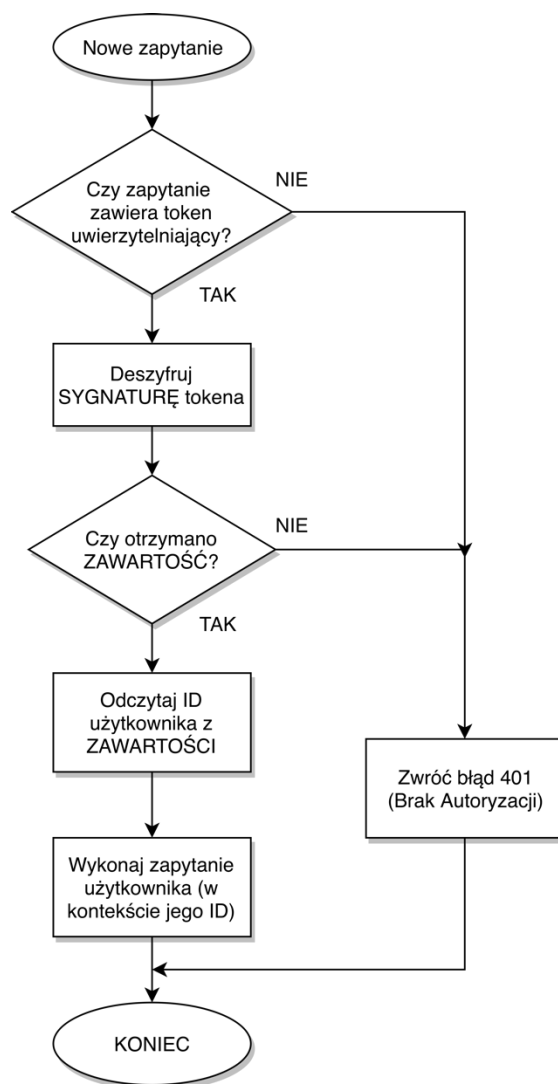 Nowe zapytanie
Czy zapytanie
zawiera token
uwierzytelniający?
NIE
TAK
Deszyfruj
SYGNATURĘ tokena
Czy otrzymano
ZAWARTOŚĆ?
NIE
TAK
Odczytaj ID
użytkownika z
ZAWARTOŚCI
Zwróć błąd 401
(Brak Autoryzacji)
Wykonaj zapytanie
użytkownika (w
kontekście jego ID)
KONIEC